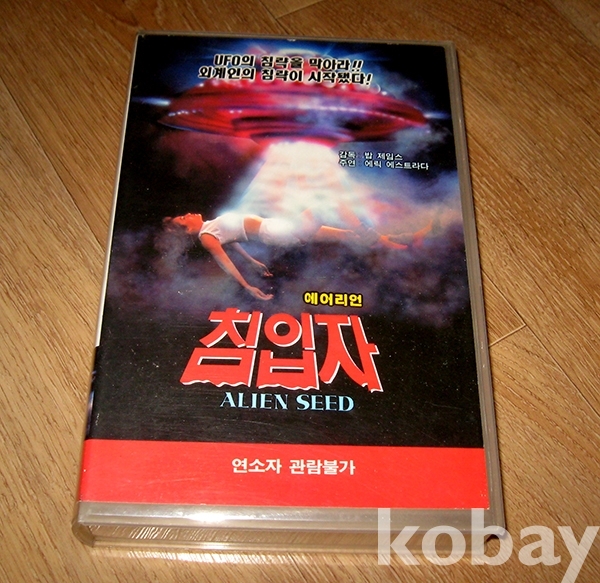 UFO의 침략을 막아라!!
외계인의 침략이 시작됐다!
감독. 밥 제임스
주연 에릭 에스트라다
에어리언
침입자
ALIEN SEED
연소자 관람불가
kobay